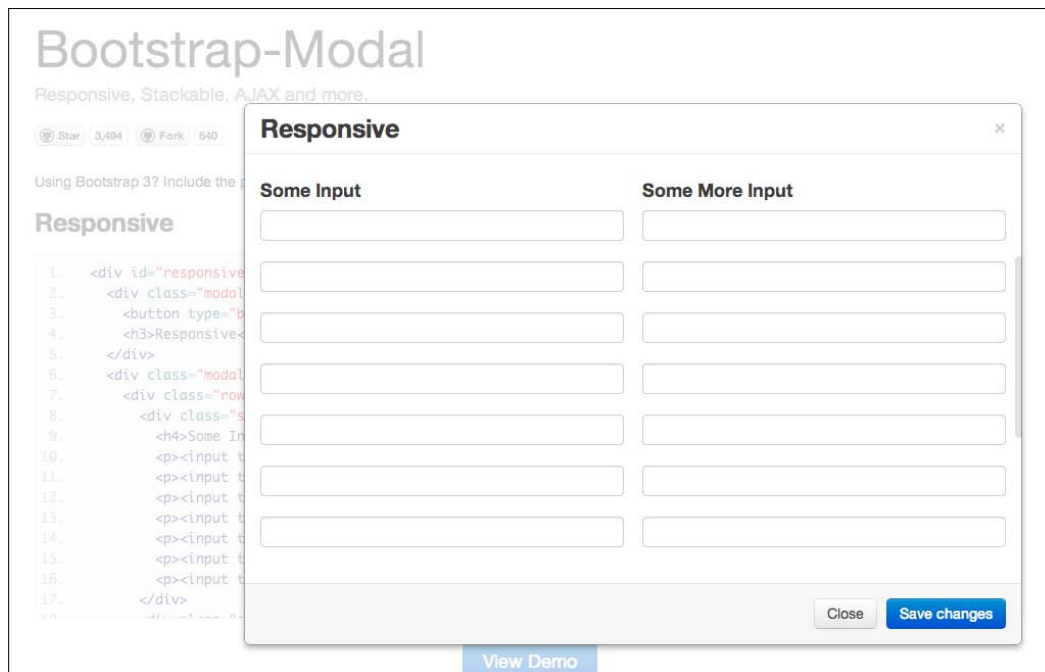 Bootstrap-Modal
Responsive, Stackable, AJAX and more.
Star 3,494 Fork 640
Using Bootstrap 3? Include the
Responsive
1. <div id="responsive
2. <div class="modal
3. <button type="b
4. <h3>Responsive<
5. </div>
6. <div class="modal
7. <div class="row
8. <div class="s
9. <h4>Some In
10. <p><input t
11. <p><input t
12. <p><input t
13. <p><input t
14. <p><input t
15. <p><input t
16. <p><input t
17. </div>
Responsive ×
Some Input Some More Input
Close Save changes
View Demo